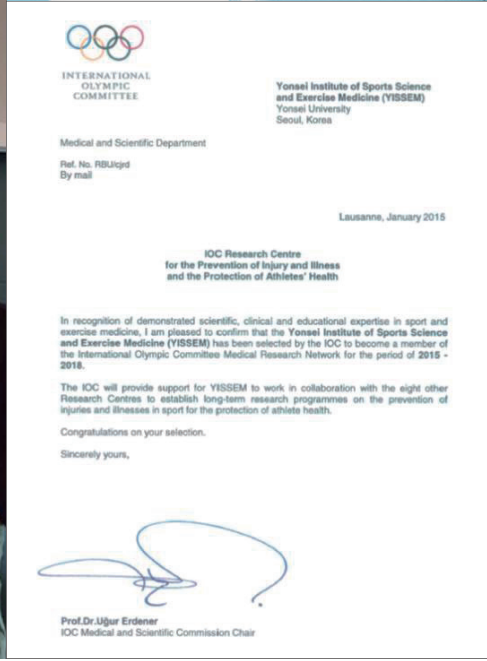 INTERNATIONAL
OLYMPIC
COMMITTEE
Yonsei Institute of Sports Science
and Exercise Medicine (YISSEM)
Yonsei University
Seoul, Korea
Medical and Scientific Department
Ref. No. RBU/cjrd
By mail
Lausanne, January 2015
IOC Research Centre
for the Prevention of Injury and Illness
and the Protection of Athletes' Health
In recognition of demonstrated scientific, clinical and educational expertise in sport and
exercise medicine, I am pleased to confirm that the Yonsei Institute of Sports Science
and Exercise Medicine (YISSEM) has been selected by the IOC to become a member of
the International Olympic Committee Medical Research Network for the period of 2015 -
2018.
The IOC will provide support for YISSEM to work in collaboration with the eight other
Research Centres to establish long-term research programmes on the prevention of
injuries and illnesses in sport for the protection of athlete health.
Congratulations on your selection.
Sincerely yours,
Prof.Dr.Uğur Erdener
IOC Medical and Scientific Commission Chair